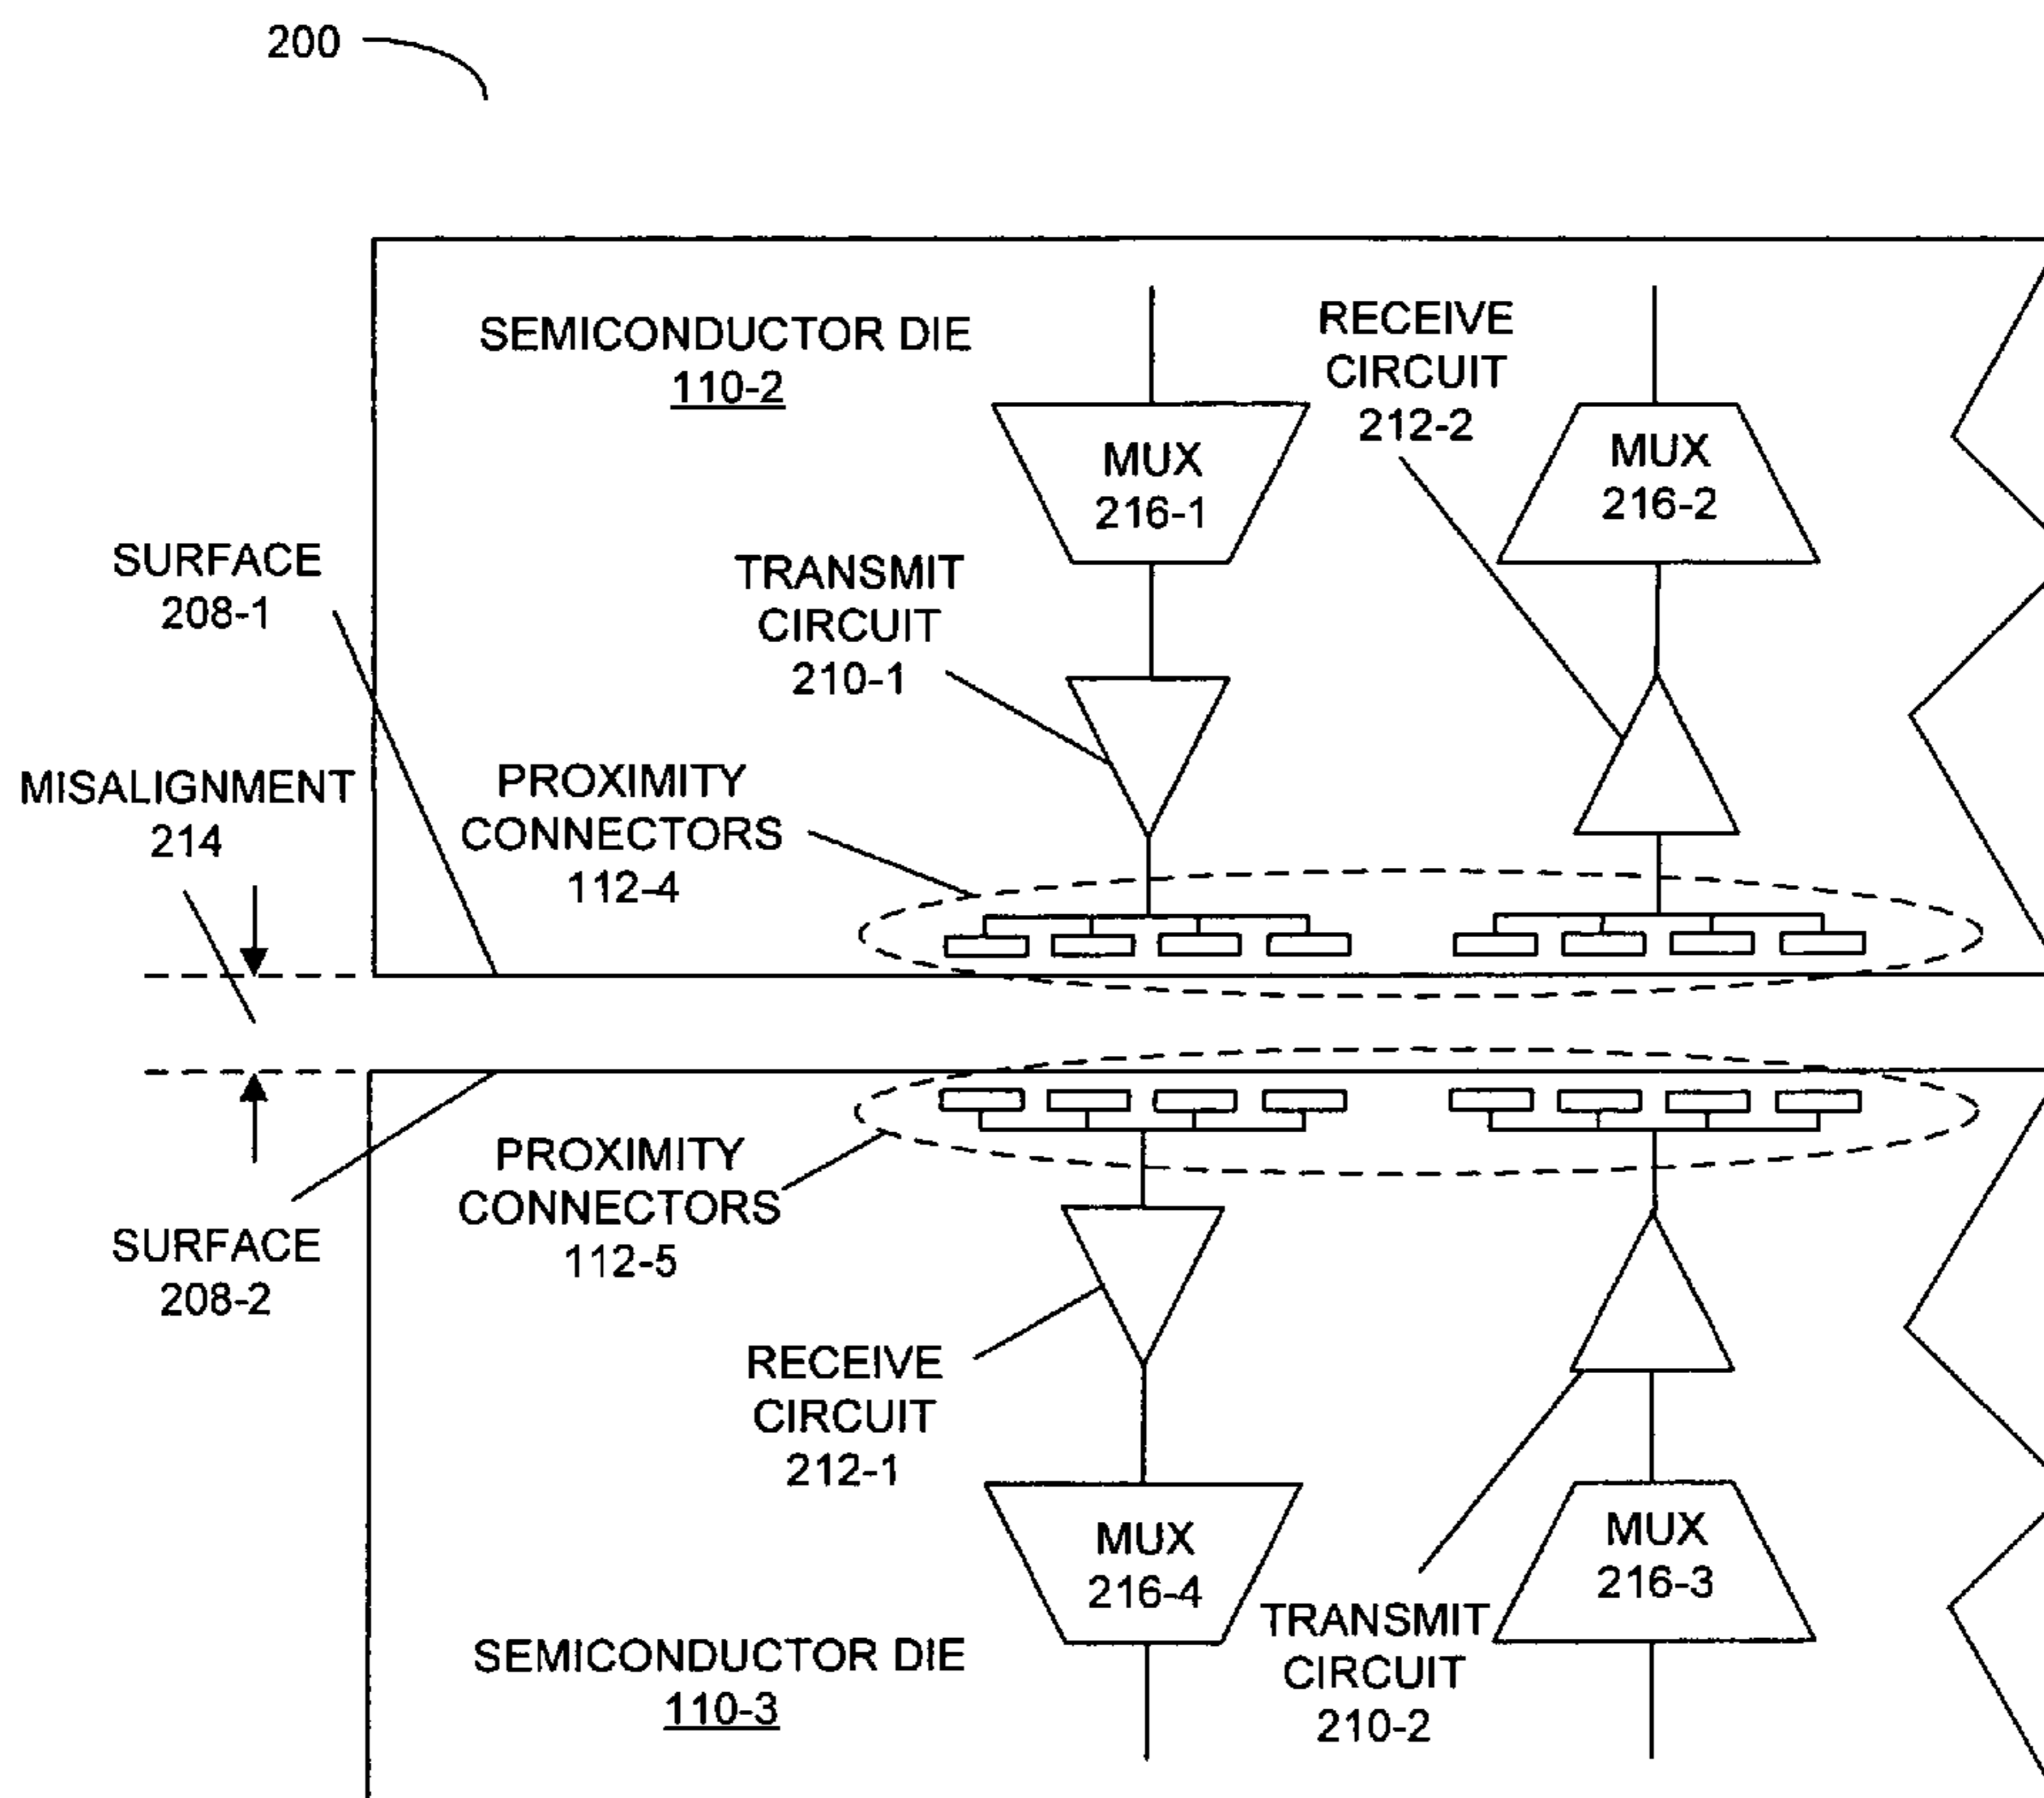 200
SEMICONDUCTOR DIE
110-2
RECEIVE
CIRCUIT
212-2
MUX
216-1
MUX
216-2
SURFACE
208-1
TRANSMIT
CIRCUIT
210-1
MISALIGNMENT
214
PROXIMITY
CONNECTORS
112-4
PROXIMITY
CONNECTORS
112-5
SURFACE
208-2
RECEIVE
CIRCUIT
212-1
MUX
216-4
MUX
216-3
TRANSMIT
CIRCUIT
210-2
SEMICONDUCTOR DIE
110-3